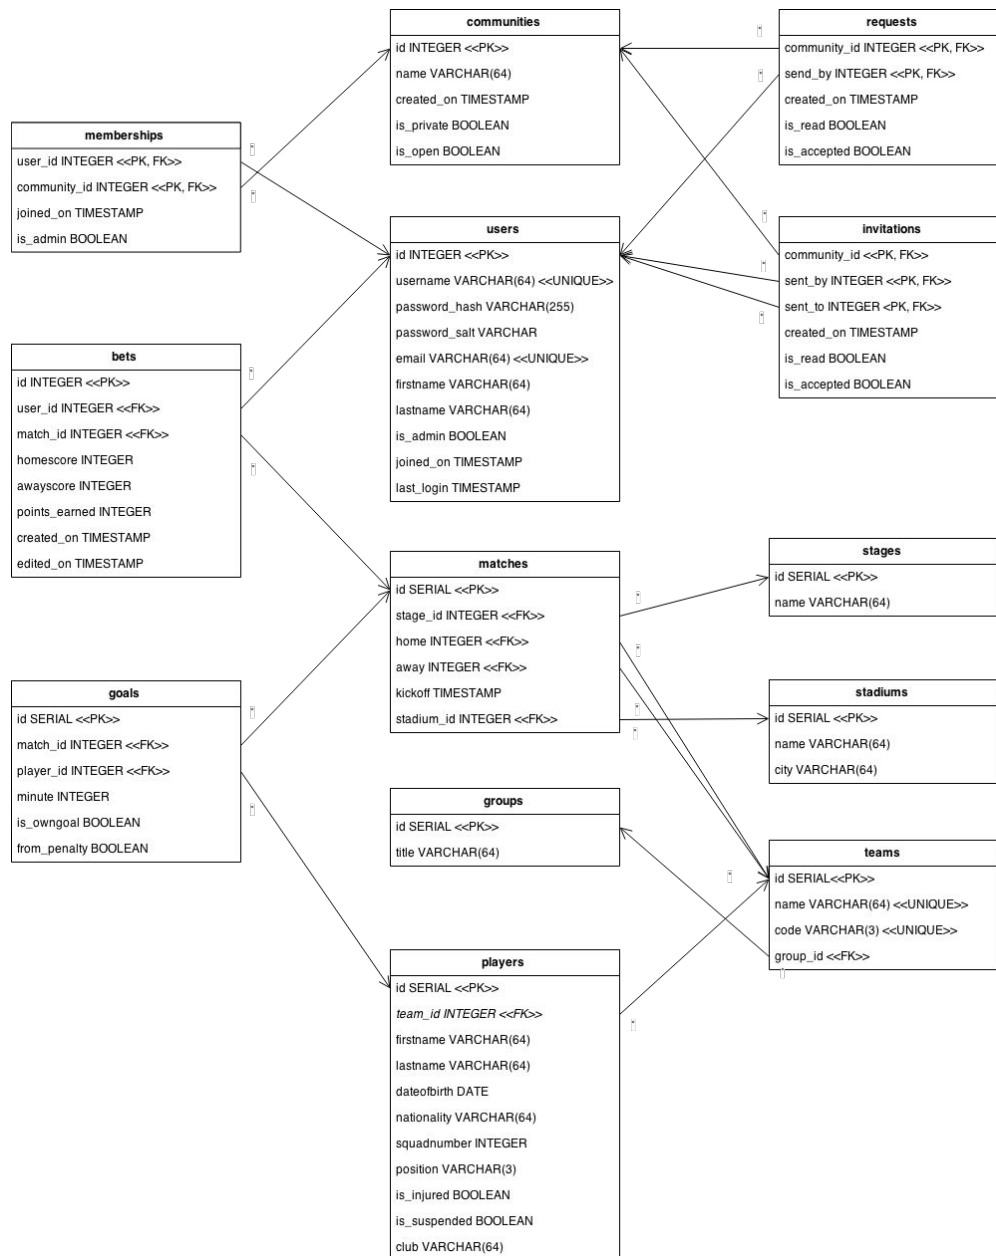 communities
id INTEGER <<PK>>
name VARCHAR(64)
created_on TIMESTAMP
is_private BOOLEAN
is_open BOOLEAN
requests
community_id INTEGER <<PK, FK>>
send_by INTEGER <<PK, FK>>
created_on TIMESTAMP
is_read BOOLEAN
is_accepted BOOLEAN
memberships
user_id INTEGER <<PK, FK>>
community_id INTEGER <<PK, FK>>
joined_on TIMESTAMP
is_admin BOOLEAN
users
id INTEGER <<PK>>
username VARCHAR(64) <<UNIQUE>>
password_hash VARCHAR(255)
password_salt VARCHAR
email VARCHAR(64) <<UNIQUE>>
firstname VARCHAR(64)
lastname VARCHAR(64)
is_admin BOOLEAN
joined_on TIMESTAMP
last_login TIMESTAMP
invitations
community_id <<PK, FK>>
sent_by INTEGER <<PK, FK>>
sent_to INTEGER <PK, FK>>
created_on TIMESTAMP
is_read BOOLEAN
is_accepted BOOLEAN
bets
id INTEGER <<PK>>
user_id INTEGER <<FK>>
match_id INTEGER <<FK>>
homescore INTEGER
awayscore INTEGER
points_earned INTEGER
created_on TIMESTAMP
edited_on TIMESTAMP
matches
id SERIAL <<PK>>
stage_id INTEGER <<FK>>
home INTEGER <<FK>>
away INTEGER <<FK>>
kickoff TIMESTAMP
stadium_id INTEGER <<FK>>
stages
id SERIAL <<PK>>
name VARCHAR(64)
goals
id SERIAL <<PK>>
match_id INTEGER <<FK>>
player_id INTEGER <<FK>>
minute INTEGER
is_owngoal BOOLEAN
from_penalty BOOLEAN
stadiums
id SERIAL <<PK>>
name VARCHAR(64)
city VARCHAR(64)
groups
id SERIAL <<PK>>
title VARCHAR(64)
teams
id SERIAL<<PK>>
name VARCHAR(64) <<UNIQUE>>
code VARCHAR(3) <<UNIQUE>>
group_id <<FK>>
players
id SERIAL <<PK>>
team_id INTEGER <<FK>>
firstname VARCHAR(64)
lastname VARCHAR(64)
dateofbirth DATE
nationality VARCHAR(64)
squadnumber INTEGER
position VARCHAR(3)
is_injured BOOLEAN
is_suspended BOOLEAN
club VARCHAR(64)